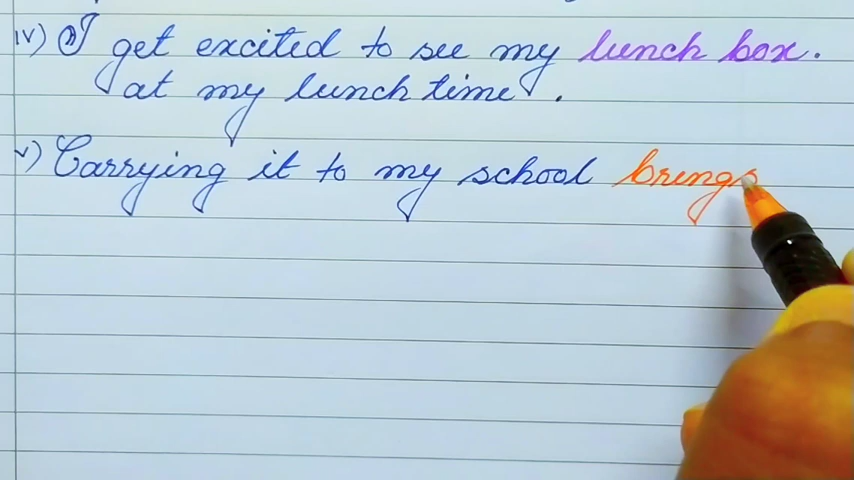 iv) I get excited to see my lunch box.
at my lunch time.
v) Carrying it to my school brings